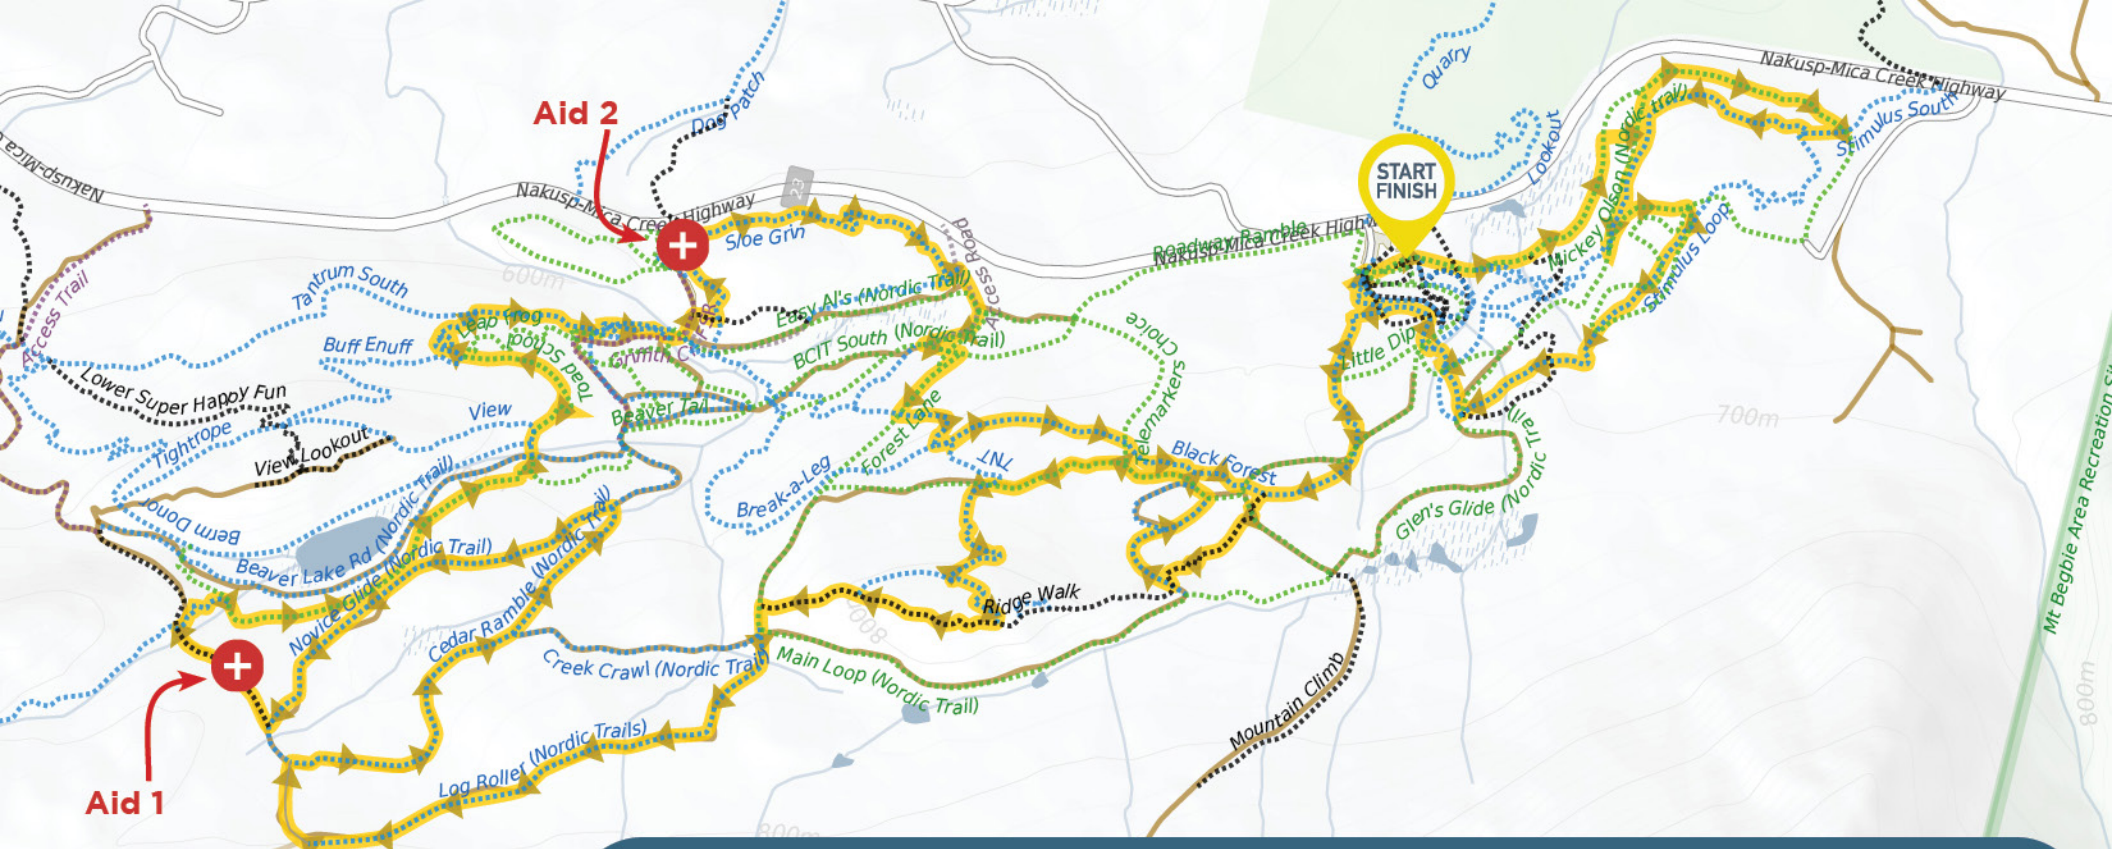 Quarry
Nakusp-Mica Creek Highway
Dog Patch
Aid 2
Lookout
Stimulus South
Mickey Olson (Nordic trail)
START
FINISH
Nakusp-Mica
Nakusp-Mica Creek Highway
23
Sloe Grin
Access Road
Roadway Ramble
Nakusp-Mica Creek High
Stimulus Loop
Access Trail
Tantrum South
600m
Easy Al's (Nordic Trail)
Leap Frog
School
Toad
Buff Enuff
Griffith C
BCIT South (Nordic Trail)
Telemarkers Choice
Little Dip
Lower Super Happy Fun
View
Beaver Tail
Forest Lane
700m
Tightrope
View Lookout
Break-a-Leg
TNT
Black Forest
Glen's Glide (Nordic Trail)
Mt Begbie Area Recreation Sit
Berm Donor
Beaver Lake Rd (Nordic Trail)
Novice Glide (Nordic Trail)
Cedar Ramble (Nordic Trail)
Ridge Walk
800m
Creek Crawl (Nordic Trail)
Main Loop (Nordic Trail)
Mountain Climb
800m
Log Roller (Nordic Trails)
Aid 1
800m